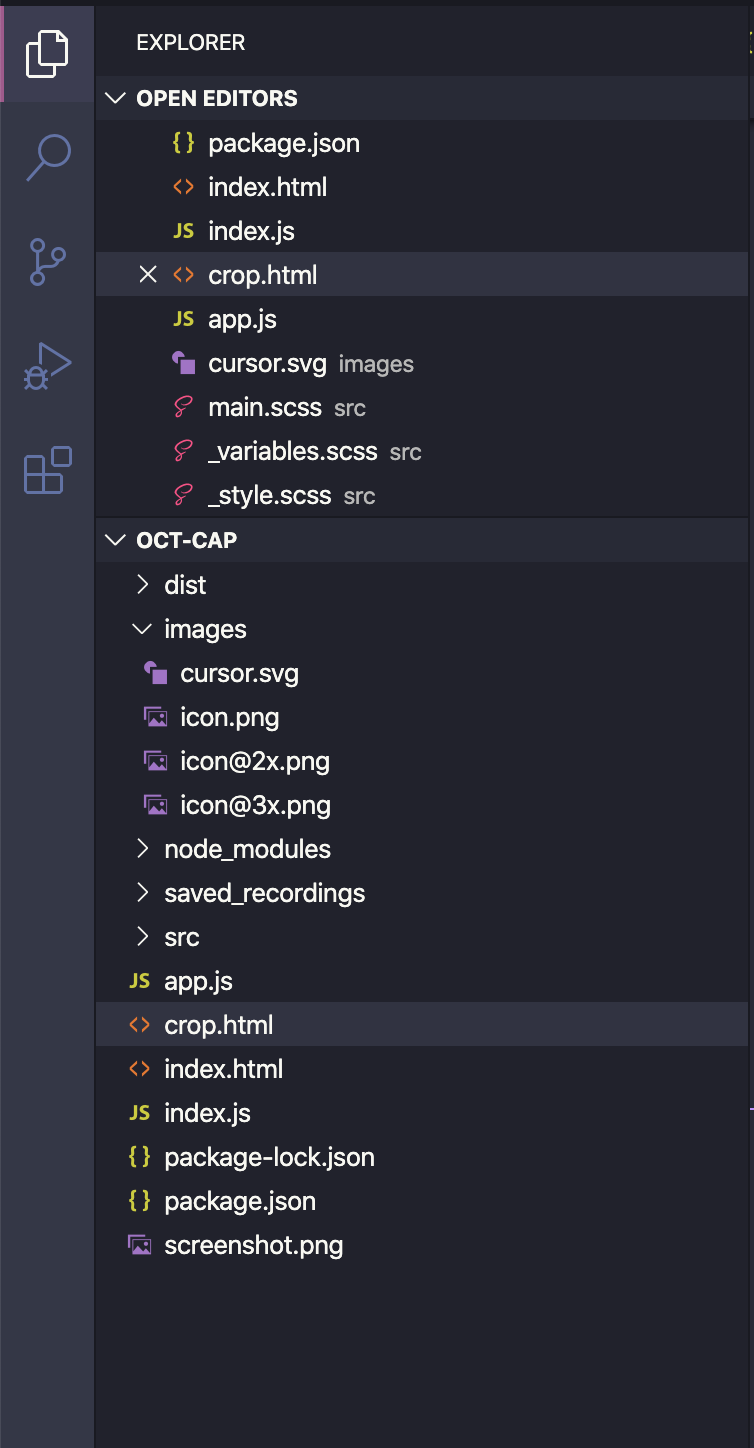 EXPLORER
OPEN EDITORS
{} package.json
<> index.html
JS index.js
<> crop.html
JS app.js
cursor.svg images
main.scss src
_variables.scss src
_style.scss src
OCT-CAP
dist
images
cursor.svg
icon.png
icon@2x.png
icon@3x.png
node_modules
saved_recordings
src
JS app.js
<> crop.html
<> index.html
JS index.js
{} package-lock.json
{} package.json
screenshot.png